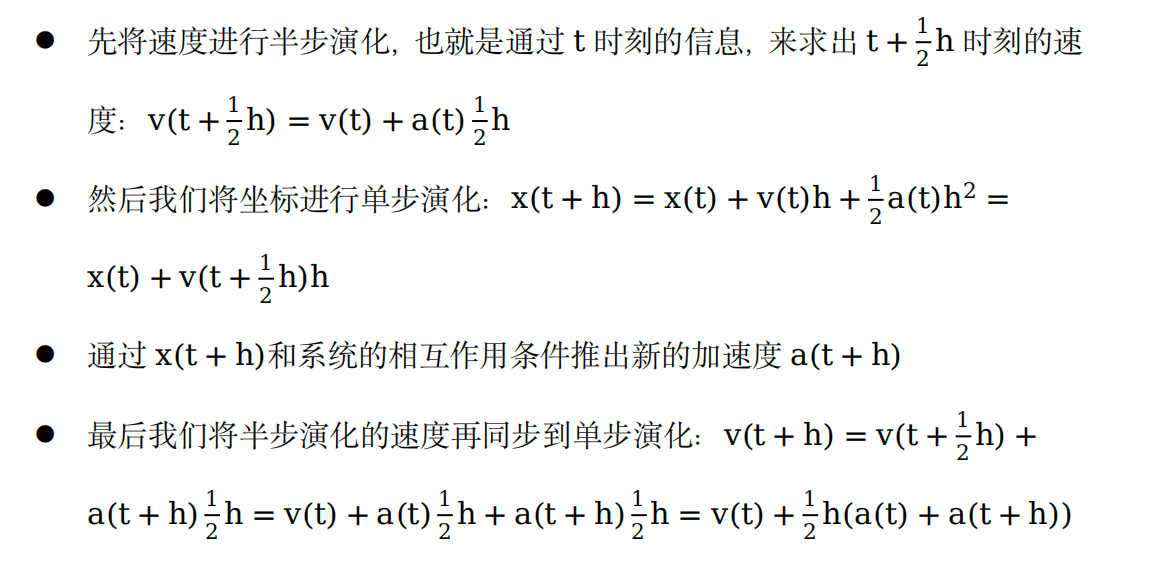 ● 先将速度进行半步演化，也就是通过 t 时刻的信息，来求出 t + \frac{1}{2}h 时刻的速
度：v(t + \frac{1}{2}h) = v(t) + a(t)\frac{1}{2}h
● 然后我们将坐标进行单步演化：x(t + h) = x(t) + v(t)h + \frac{1}{2}a(t)h² =
x(t) + v(t + \frac{1}{2}h)h
● 通过 x(t + h)和系统的相互作用条件推出新的加速度 a(t + h)
● 最后我们将半步演化的速度再同步到单步演化：v(t + h) = v(t + \frac{1}{2}h) +
a(t + h)\frac{1}{2}h = v(t) + a(t)\frac{1}{2}h + a(t + h)\frac{1}{2}h = v(t) + \frac{1}{2}h(a(t) + a(t + h))